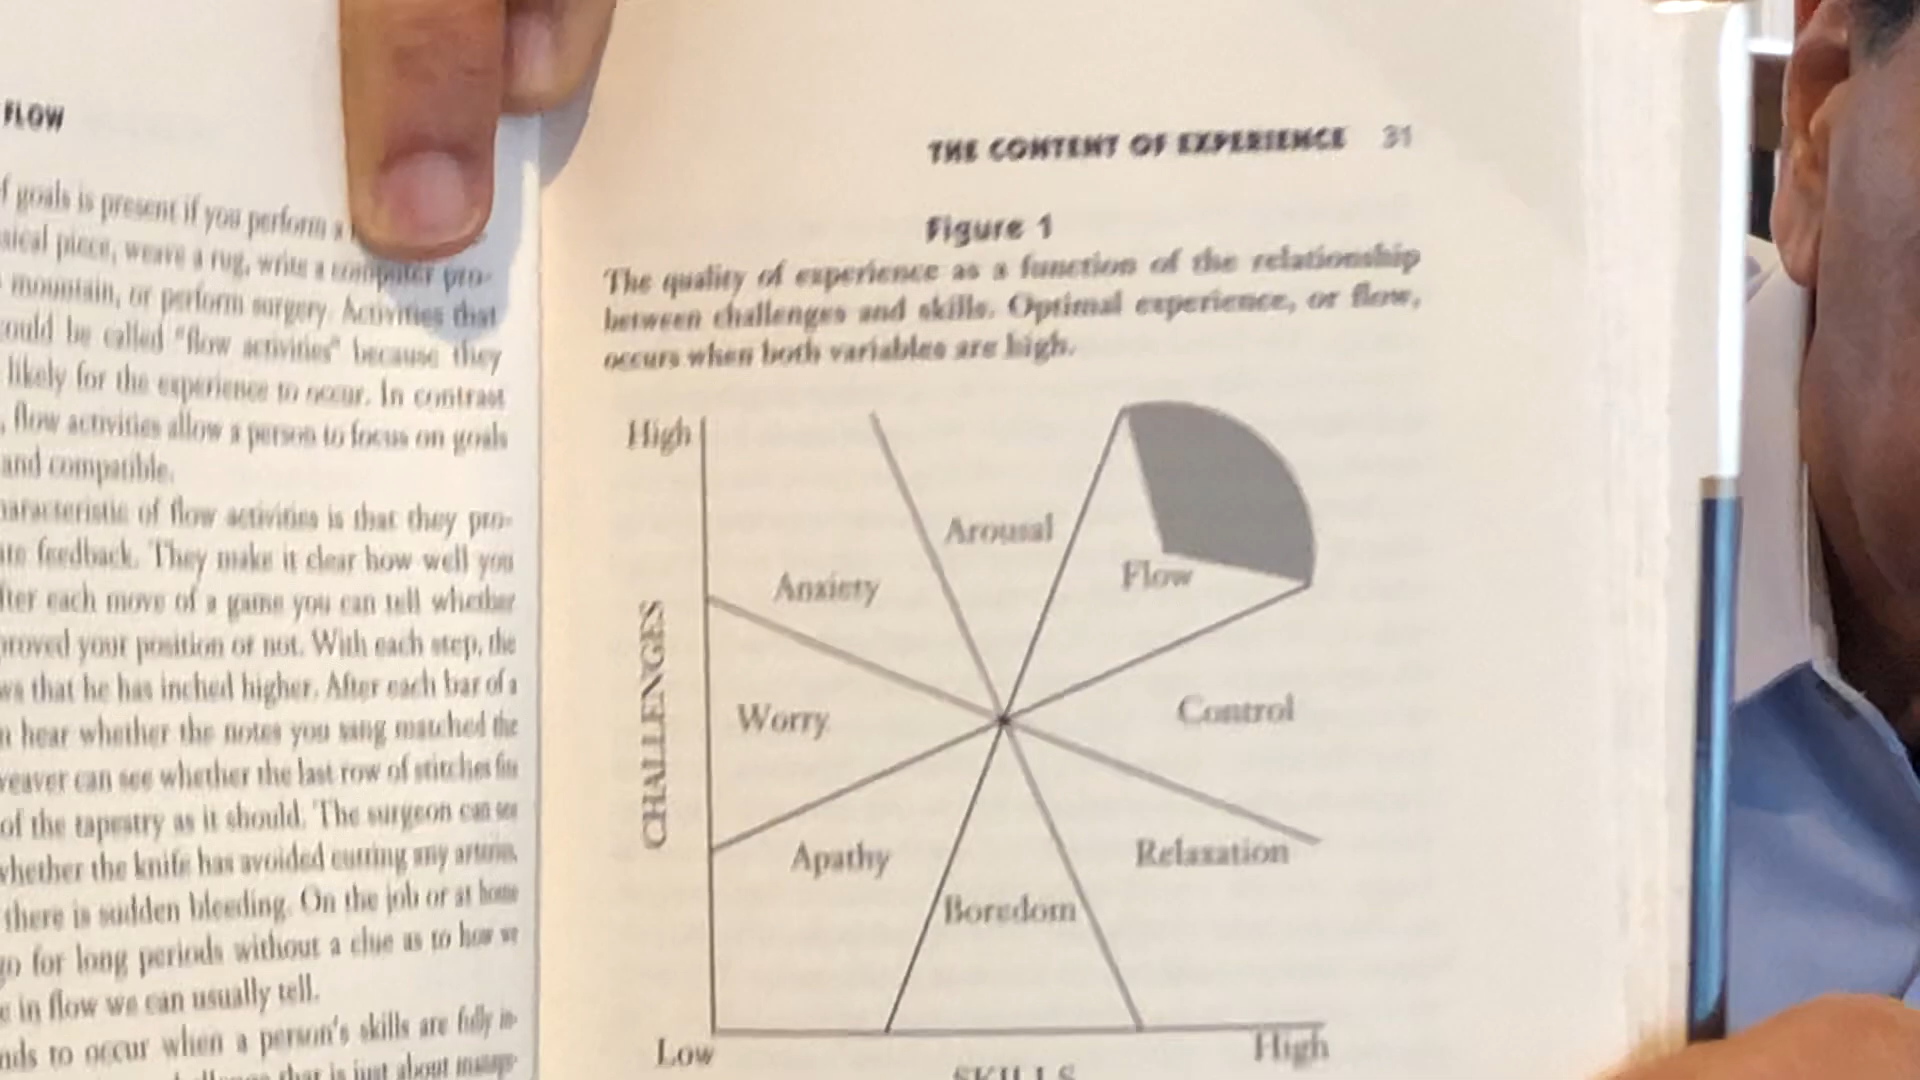 FLOW
f goals is present if you perform a
sical piece, weave a rug, write a computer pro-
mountain, or perform surgery. Activities that
could be called "flow activities" because they
likely for the experience to occur. In contrast
, flow activities allow a person to focus on goals
and compatible.
haracteristic of flow activities is that they pro-
ate feedback. They make it clear how well you
fter each move of a game you can tell whether
proved your position or not. With each step, the
ws that he has inched higher. After each bar of a
n hear whether the notes you sang matched the
weaver can see whether the last row of stitches fits
of the tapestry as it should. The surgeon can see
whether the knife has avoided cutting any arteries,
there is sudden bleeding. On the job or at home
go for long periods without a clue as to how we
e in flow we can usually tell.
nds to occur when a person's skills are fully in-
that is just about manage-
THE CONTENT OF EXPERIENCE 31
Figure 1
The quality of experience as a function of the relationship
between challenges and skills. Optimal experience, or flow,
occurs when both variables are high.
High
Arousal
Anxiety
Flow
CHALLENGES
Worry
Control
Apathy
Relaxation
Boredom
Low
High
SKILLS